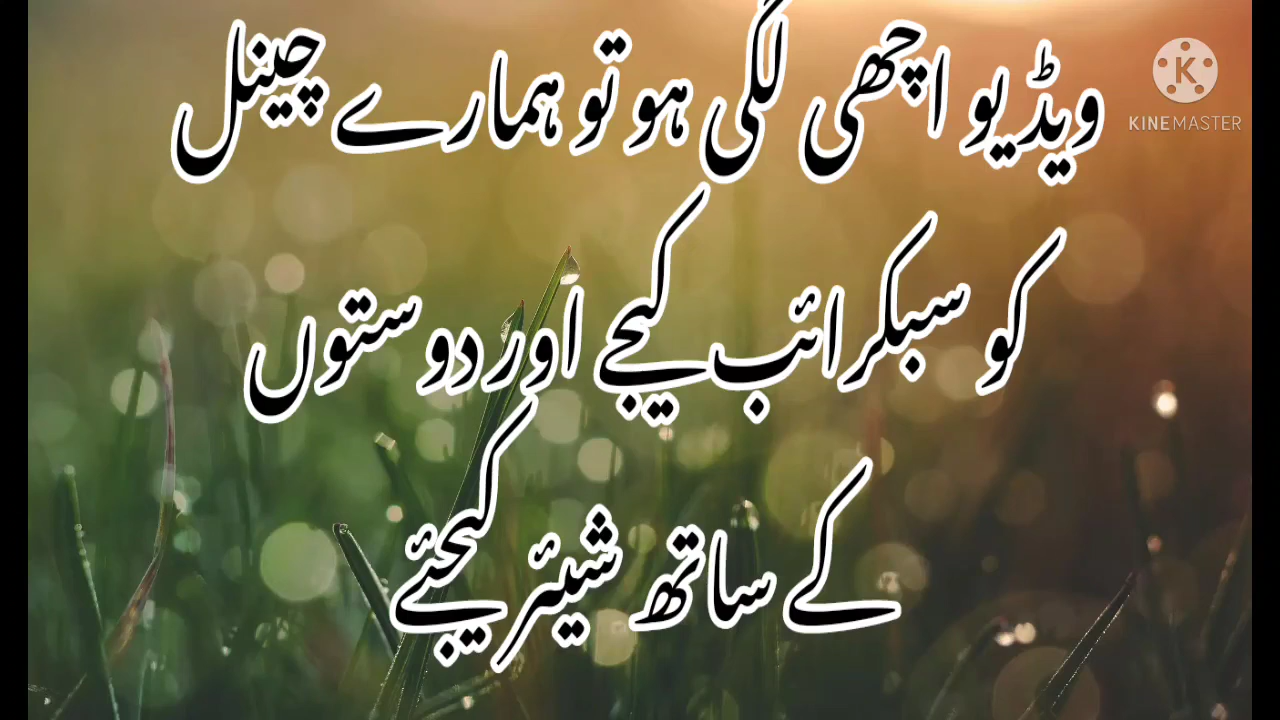 ویڈیو اچھی لگی ہو تو ہمارے چینل
کو سبکرائب کیجے اور دوستوں
کے ساتھ شیئر کیجئے
K
KINEMASTER